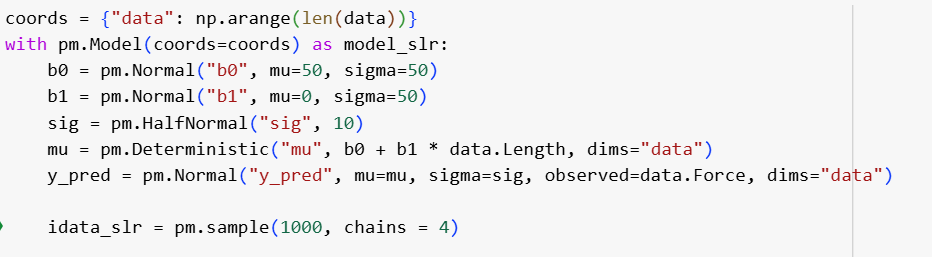 coords = {"data": np.arange(len(data))}
with pm.Model(coords=coords) as model_slr:
    b0 = pm.Normal("b0", mu=50, sigma=50)
    b1 = pm.Normal("b1", mu=0, sigma=50)
    sig = pm.HalfNormal("sig", 10)
    mu = pm.Deterministic("mu", b0 + b1 * data.Length, dims="data")
    y_pred = pm.Normal("y_pred", mu=mu, sigma=sig, observed=data.Force, dims="data")

    idata_slr = pm.sample(1000, chains = 4)